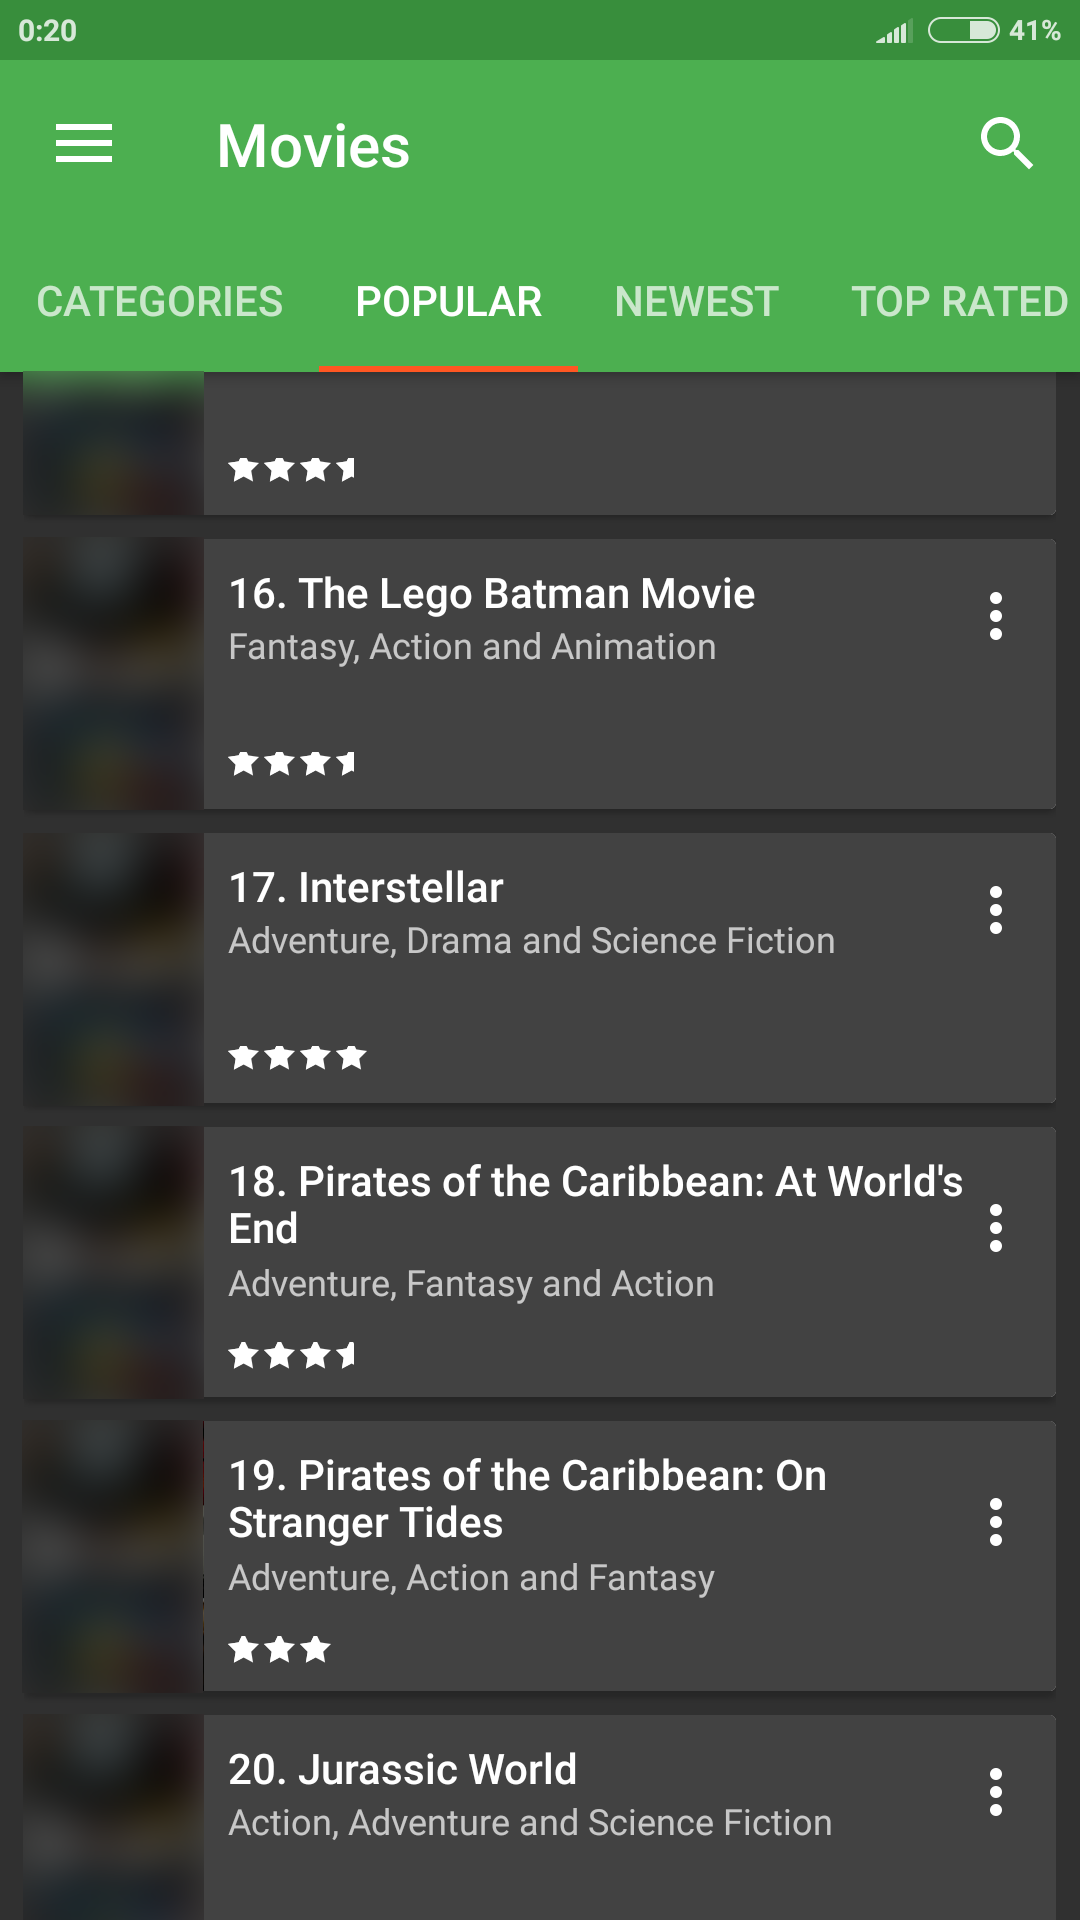 0:20 41%
Movies
CATEGORIES POPULAR NEWEST TOP RATED
16. The Lego Batman Movie
Fantasy, Action and Animation
17. Interstellar
Adventure, Drama and Science Fiction
18. Pirates of the Caribbean: At World's
End
Adventure, Fantasy and Action
19. Pirates of the Caribbean: On
Stranger Tides
Adventure, Action and Fantasy
20. Jurassic World
Action, Adventure and Science Fiction